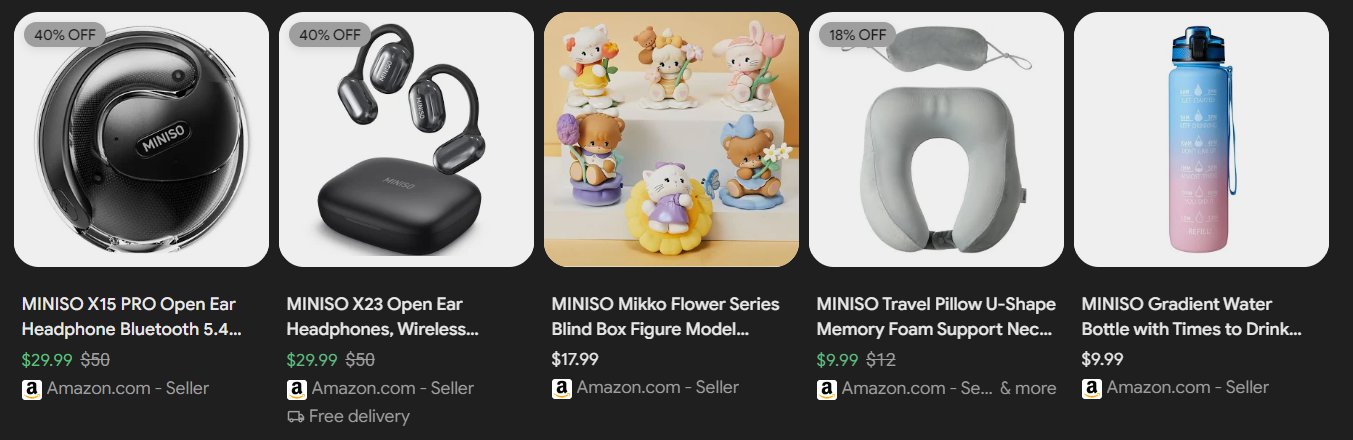 40% OFF
MINISO
MINISO X15 PRO Open Ear
Headphone Bluetooth 5.4...
$29.99 $50
a Amazon.com - Seller
40% OFF
MINISO
MINISO
MINISO
MINISO X23 Open Ear
Headphones, Wireless...
$29.99 $50
a Amazon.com - Seller
Free delivery
MINISO Mikko Flower Series
Blind Box Figure Model...
$17.99
a Amazon.com - Seller
18% OFF
MINISO Travel Pillow U-Shape
Memory Foam Support Nec...
$9.99 $12
a Amazon.com - Se... & more
REFILL
MINISO Gradient Water
Bottle with Times to Drink...
$9.99
a Amazon.com - Seller